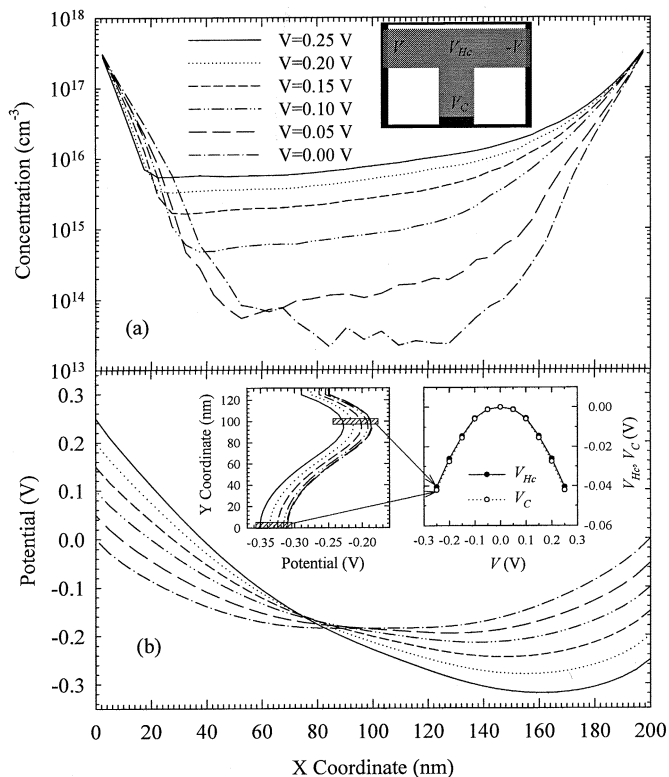 10^18
10^17
10^16
10^15
10^14
10^13
Concentration (cm^-3)
V=0.25 V
V=0.20 V
V=0.15 V
V=0.10 V
V=0.05 V
V=0.00 V
V V_Hc -V
V_C
(a)
0.3
0.2
0.1
0.0
-0.1
-0.2
-0.3
Potential (V)
Y Coordinate (nm)
120
100
80
60
40
20
0
-0.35 -0.30 -0.25 -0.20
Potential (V)
V_Hc
V_C
0.00
-0.02
-0.04
-0.06
V_Hc, V_C (V)
-0.3 -0.2 -0.1 0.0 0.1 0.2 0.3
V (V)
(b)
0 20 40 60 80 100 120 140 160 180 200
X Coordinate (nm)